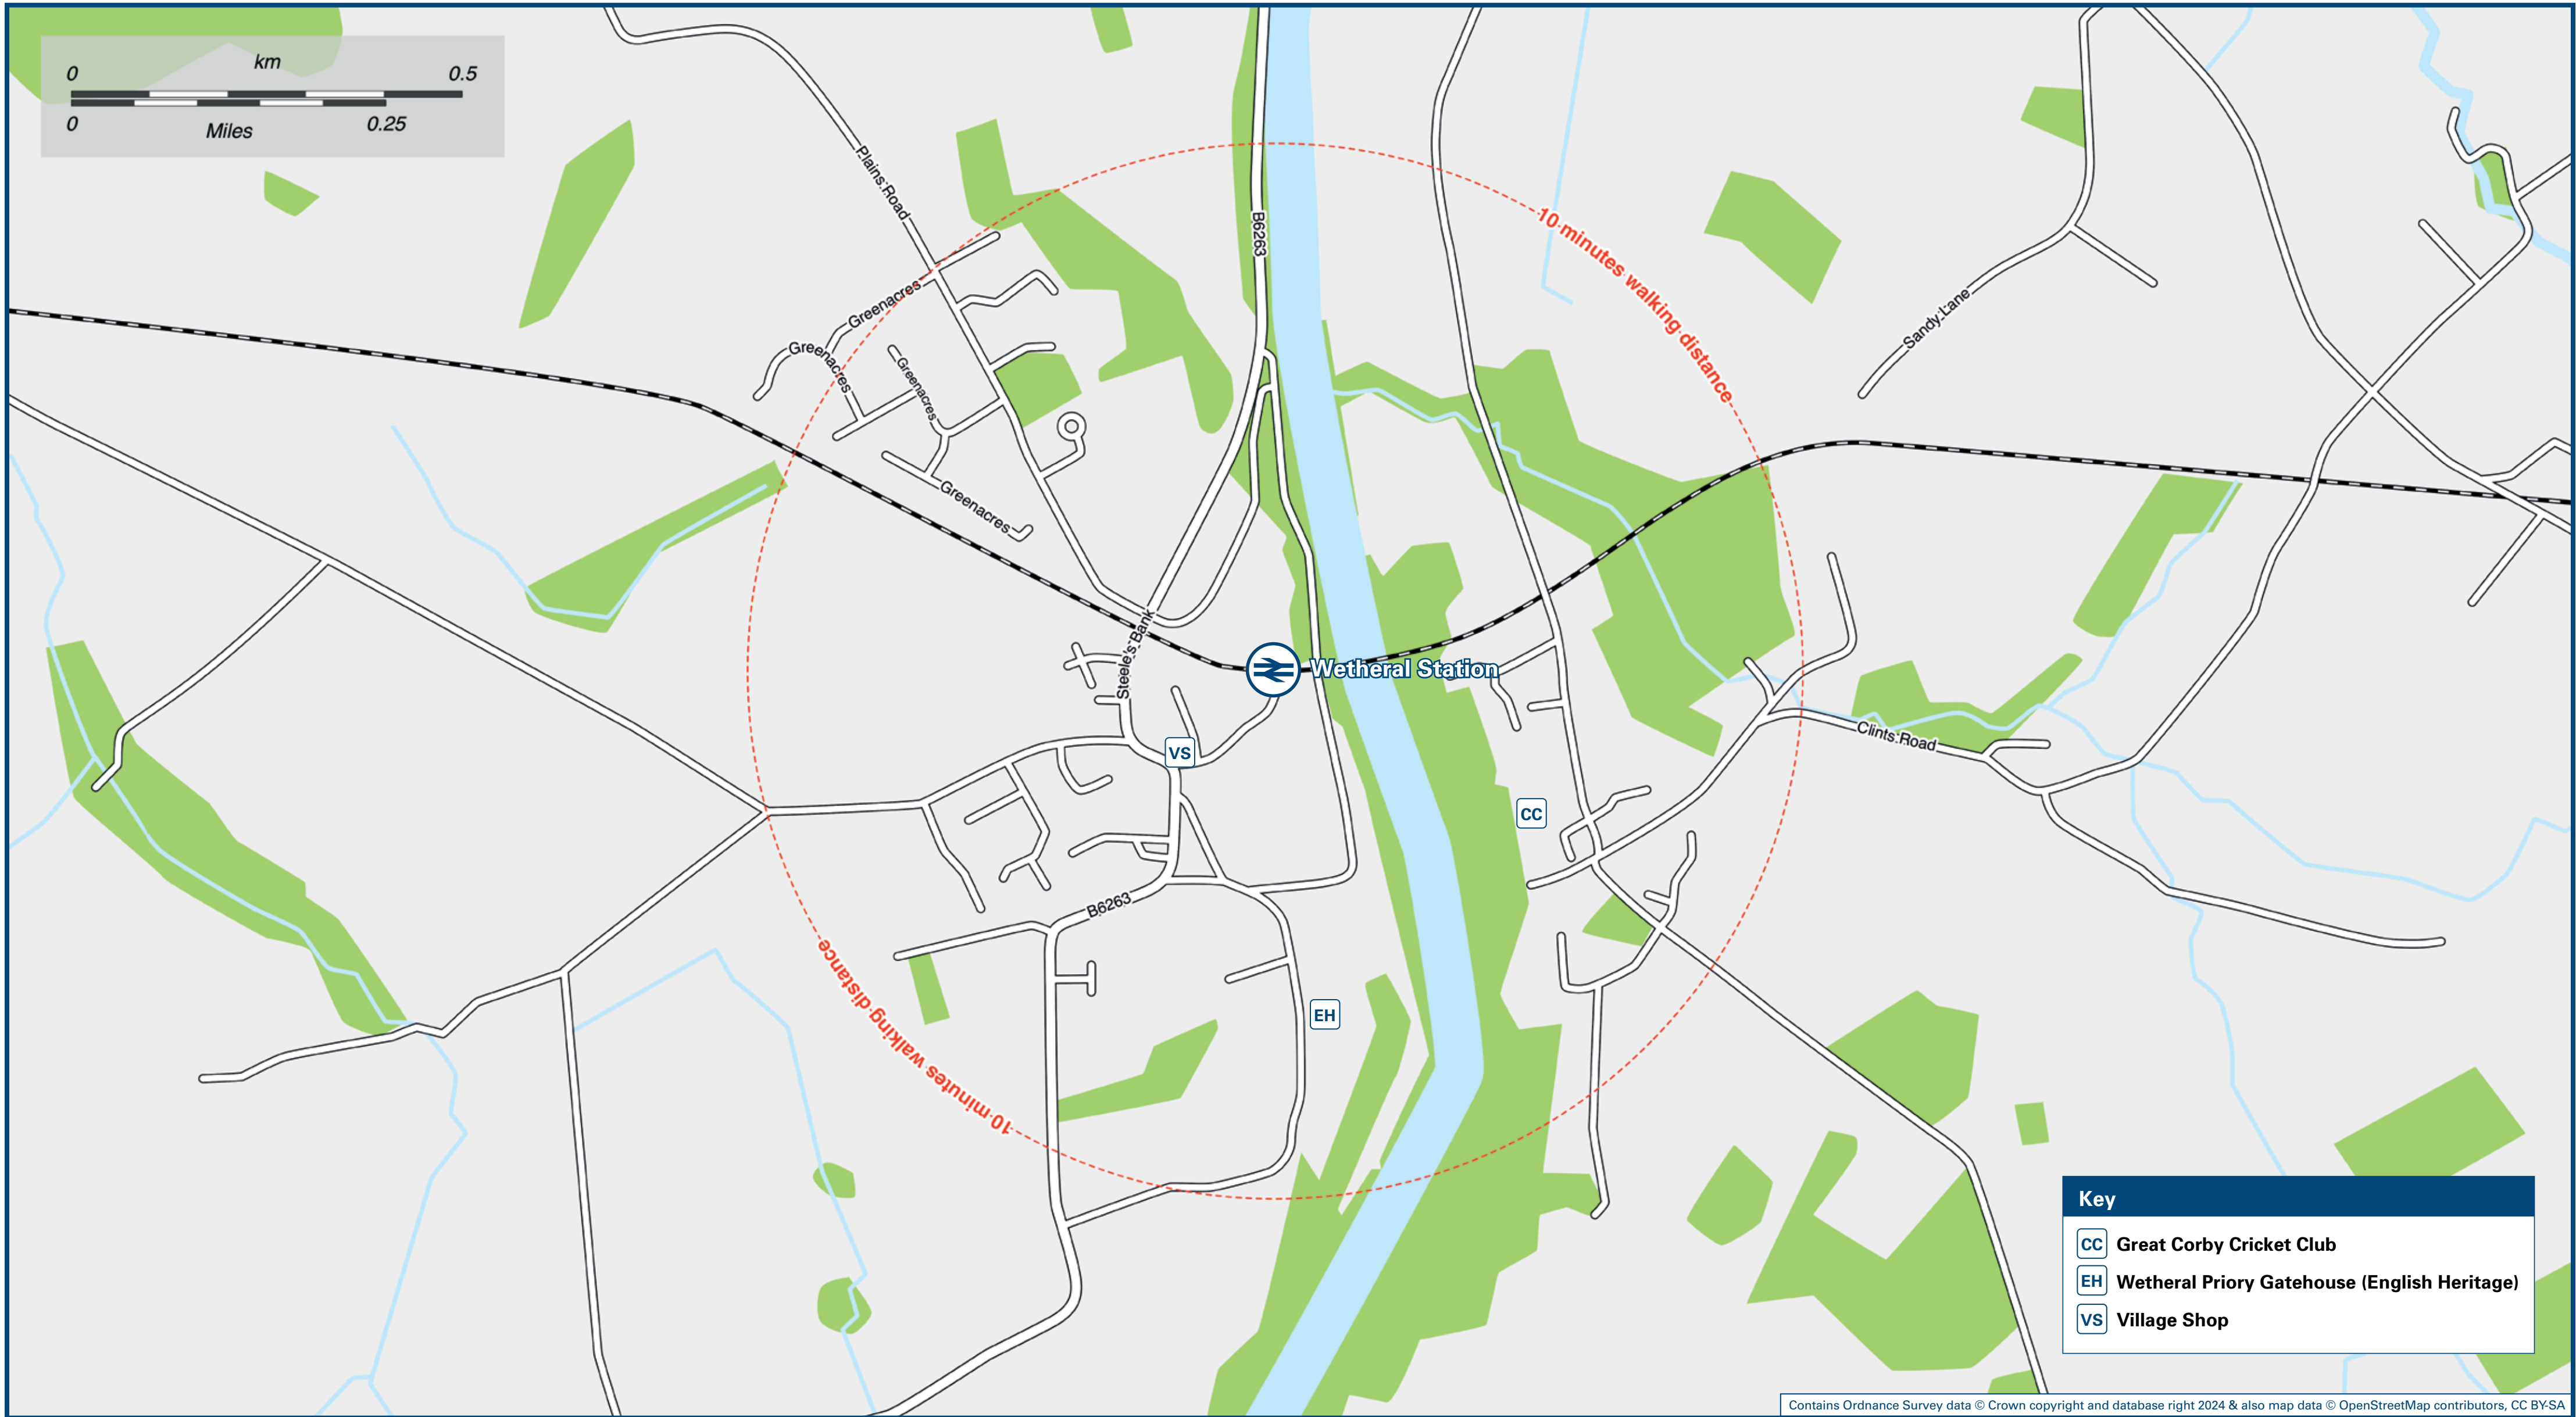 km
0 0.5
0 0.25
Miles
Plains Road
B6263
10 minutes walking distance
Greenacres
Greenacres
Greenacres
Greenacres
Sandy Lane
Steele's Bank
Wetheral Station
VS
Clints Road
CC
B6263
EH
10 minutes walking distance
Key
CC Great Corby Cricket Club
EH Wetheral Priory Gatehouse (English Heritage)
VS Village Shop
Contains Ordnance Survey data © Crown copyright and database right 2024 & also map data © OpenStreetMap contributors, CC BY-SA